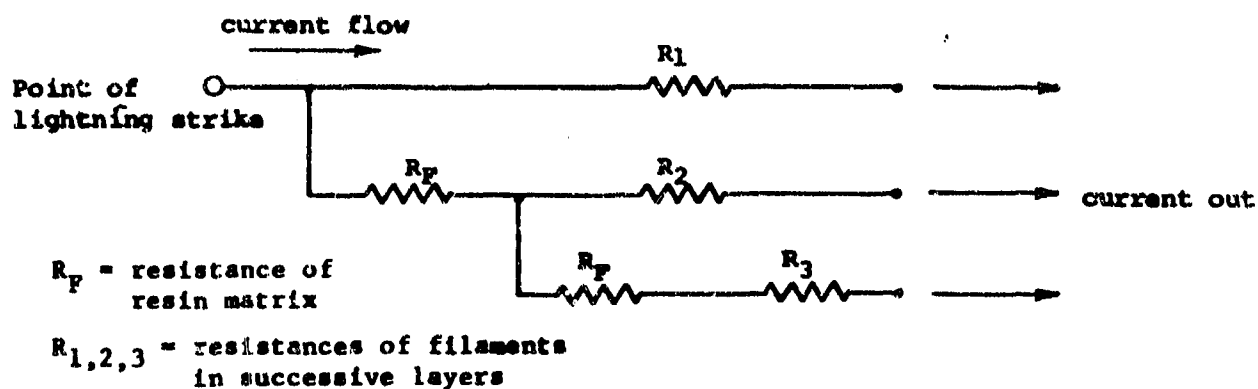 current flow
R1
Point of
lightning strike
RF
R2
current out
RF
R3
RF = resistance of
resin matrix
R1,2,3 = resistances of filaments
in successive layers